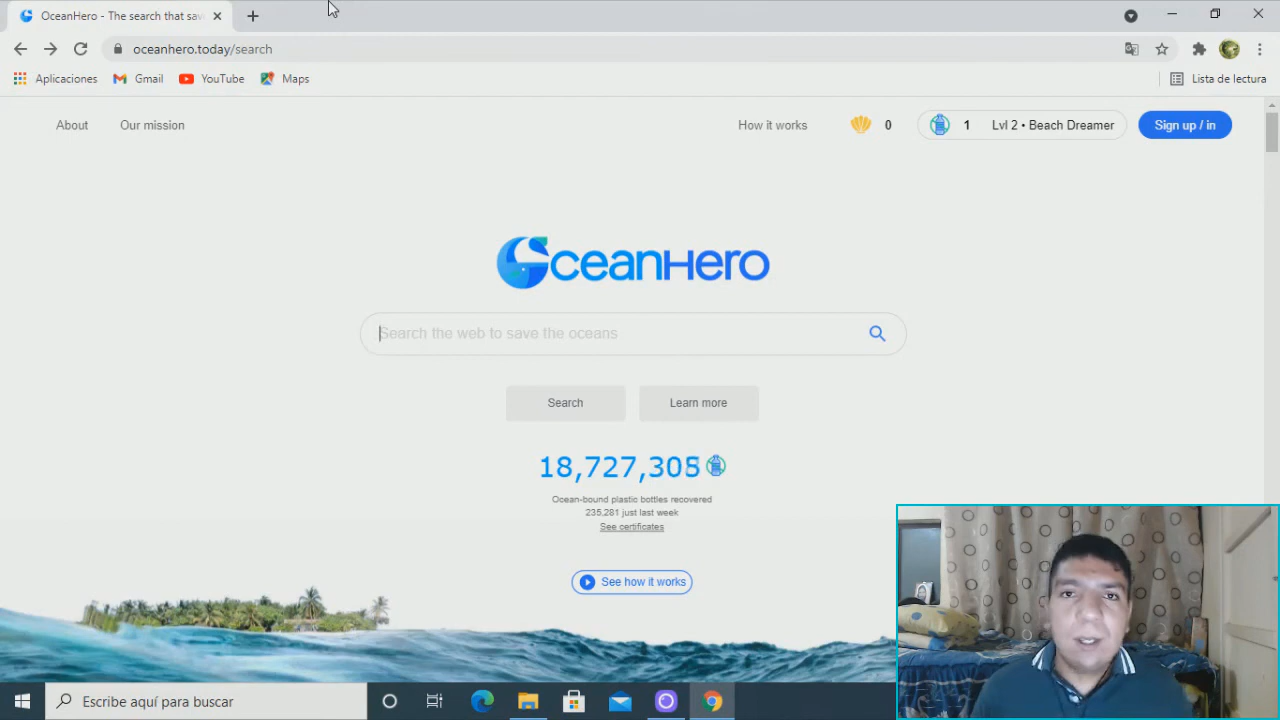 OceanHero - The search that sav
oceanhero.today/search
Aplicaciones
Gmail
YouTube
Maps
Lista de lectura
About
Our mission
How it works
0
1
Lvl 2 • Beach Dreamer
Sign up / in
OceanHero
Search the web to save the oceans
Search
Learn more
18,727,305
Ocean-bound plastic bottles recovered
235,281 just last week
See certificates
See how it works
Escribe aquí para buscar